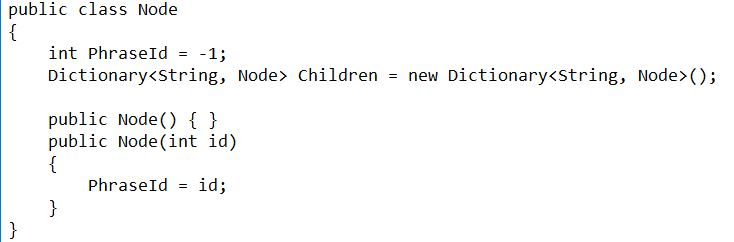 public class Node
{
    int PhraseId = -1;
    Dictionary<String, Node> Children = new Dictionary<String, Node>();

    public Node() { }
    public Node(int id)
    {
        PhraseId = id;
    }
}